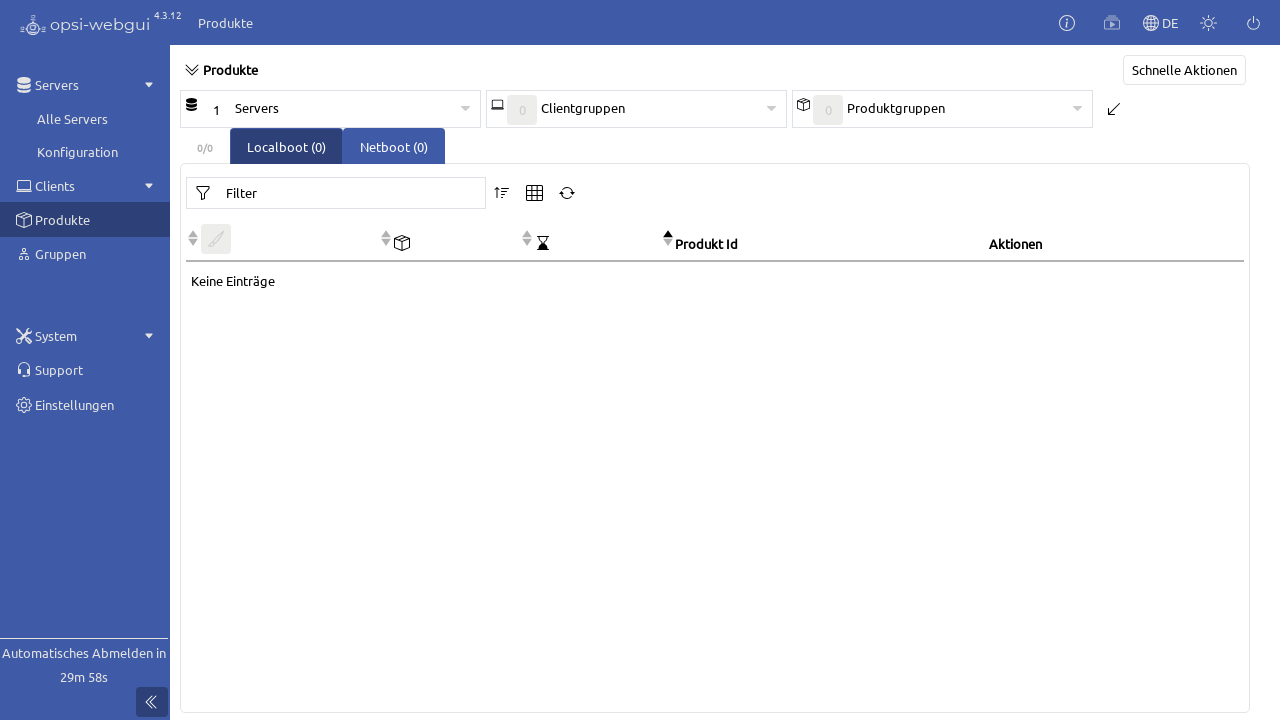 opsi-webgui 4.3.12
Produkte
DE
Servers
Alle Servers
Konfiguration
Clients
Produkte
Gruppen
System
Support
Einstellungen
Automatisches Abmelden in
29m 58s
Produkte
Schnelle Aktionen
1 Servers
0 Clientgruppen
0 Produktgruppen
0/0
Localboot (0)
Netboot (0)
Filter
Produkt Id
Aktionen
Keine Einträge